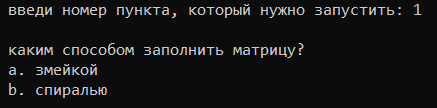 введи номер пункта, который нужно запустить: 1
каким способом заполнить матрицу?
a. змейкой
b. спиралью